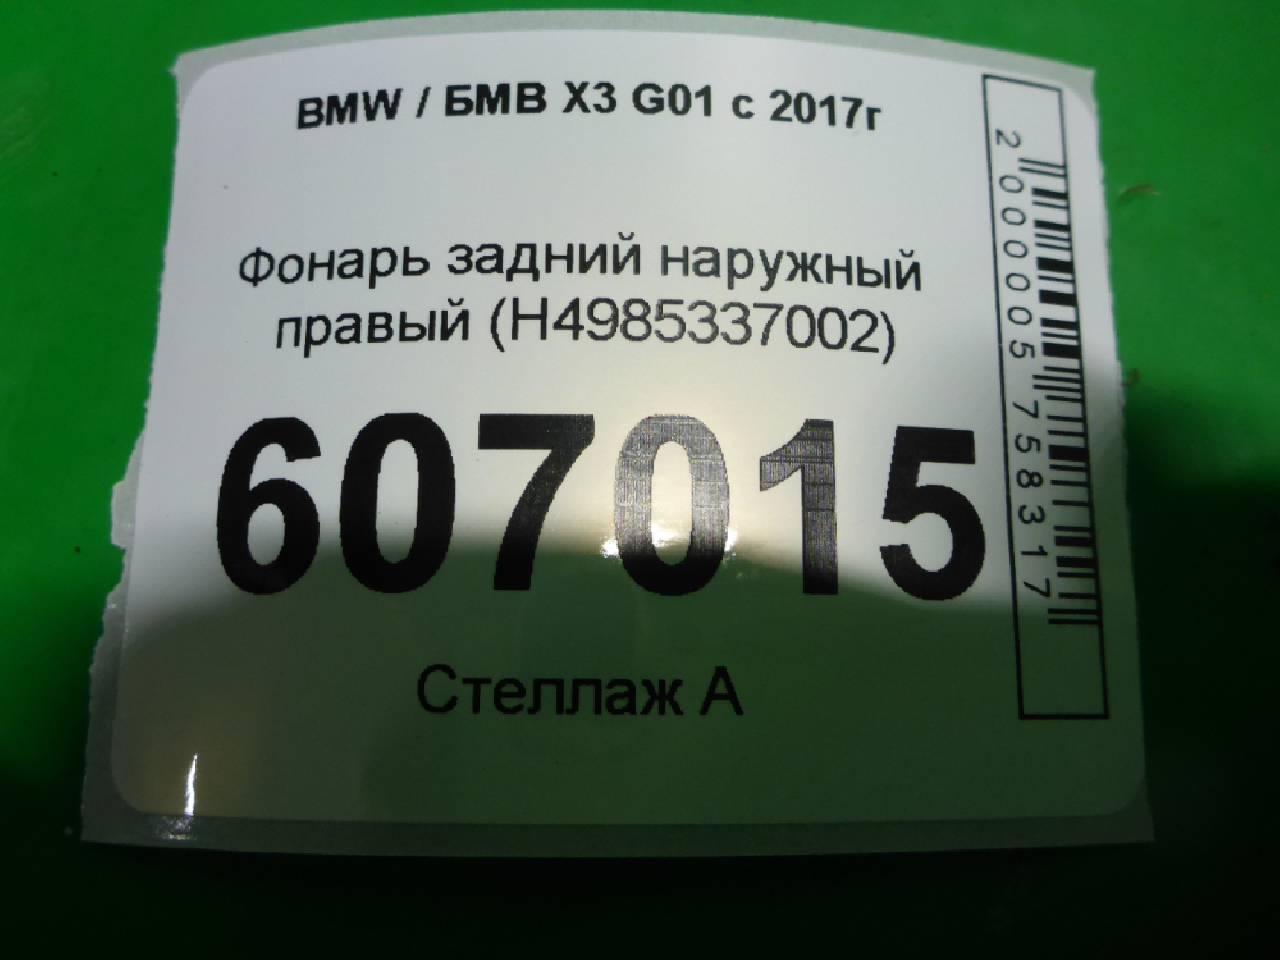 BMW / БМВ X3 G01 с 2017г
Фонарь задний наружный
правый (H4985337002)
607015
Стеллаж А
2000005758317